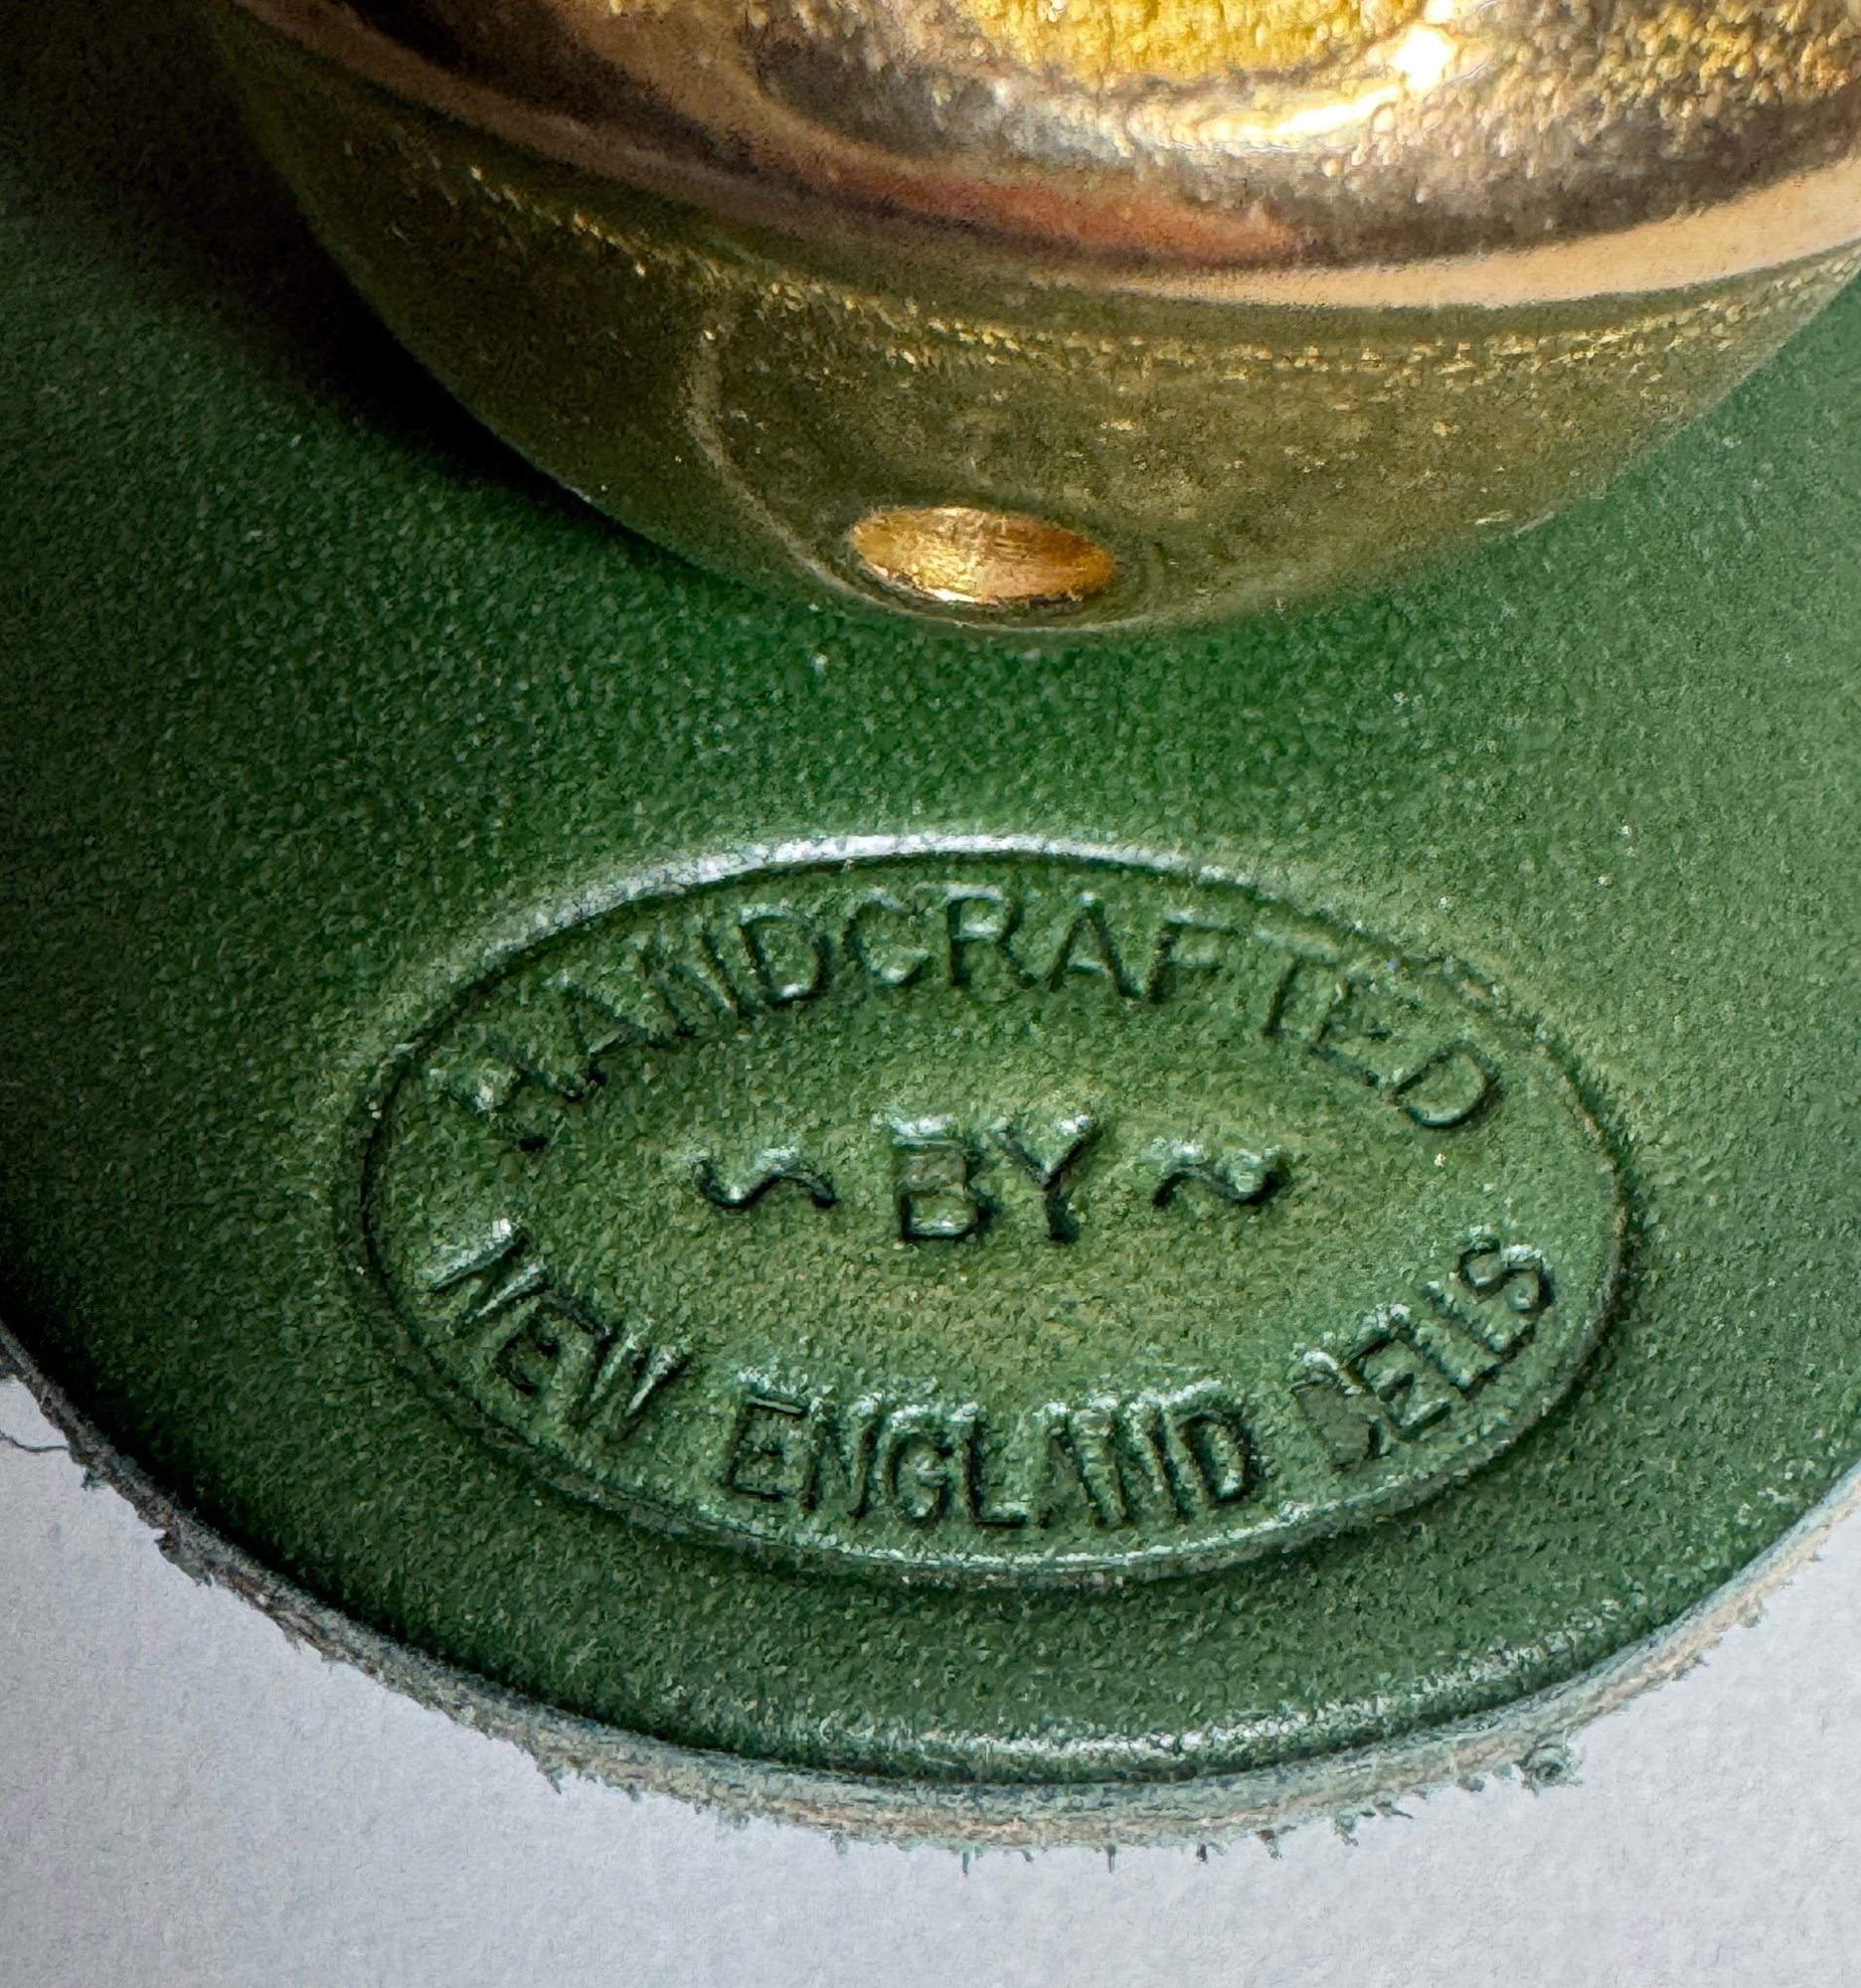 HANDCRAFTED
~ BY ~
NEW ENGLAND BELLS